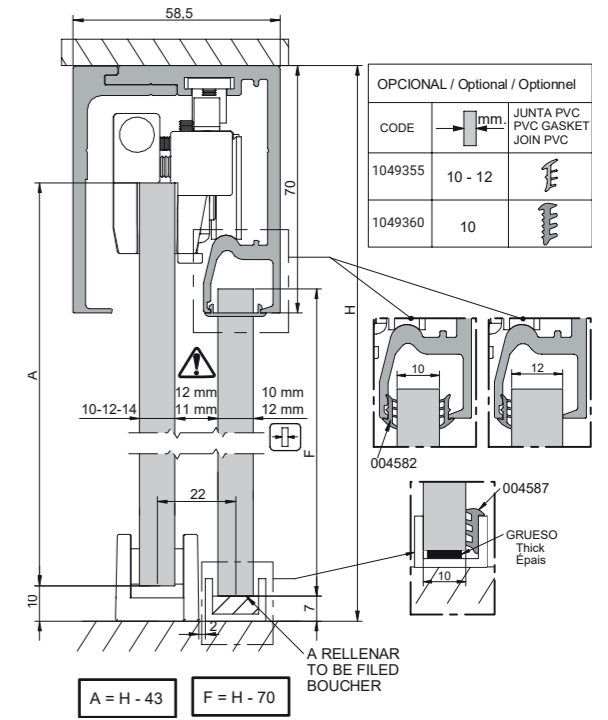 58,5
OPCIONAL / Optional / Optionnel
CODE
mm.
JUNTA PVC
PVC GASKET
JOIN PVC
1049355
10 - 12
1049360
10
70
H
A
12 mm
10 mm
10-12-14
11 mm
12 mm
F
10
12
004582
22
004587
GRUESO
Thick
Épais
10
10
7
2
A RELLENAR
TO BE FILED
BOUCHER
A = H - 43
F = H - 70